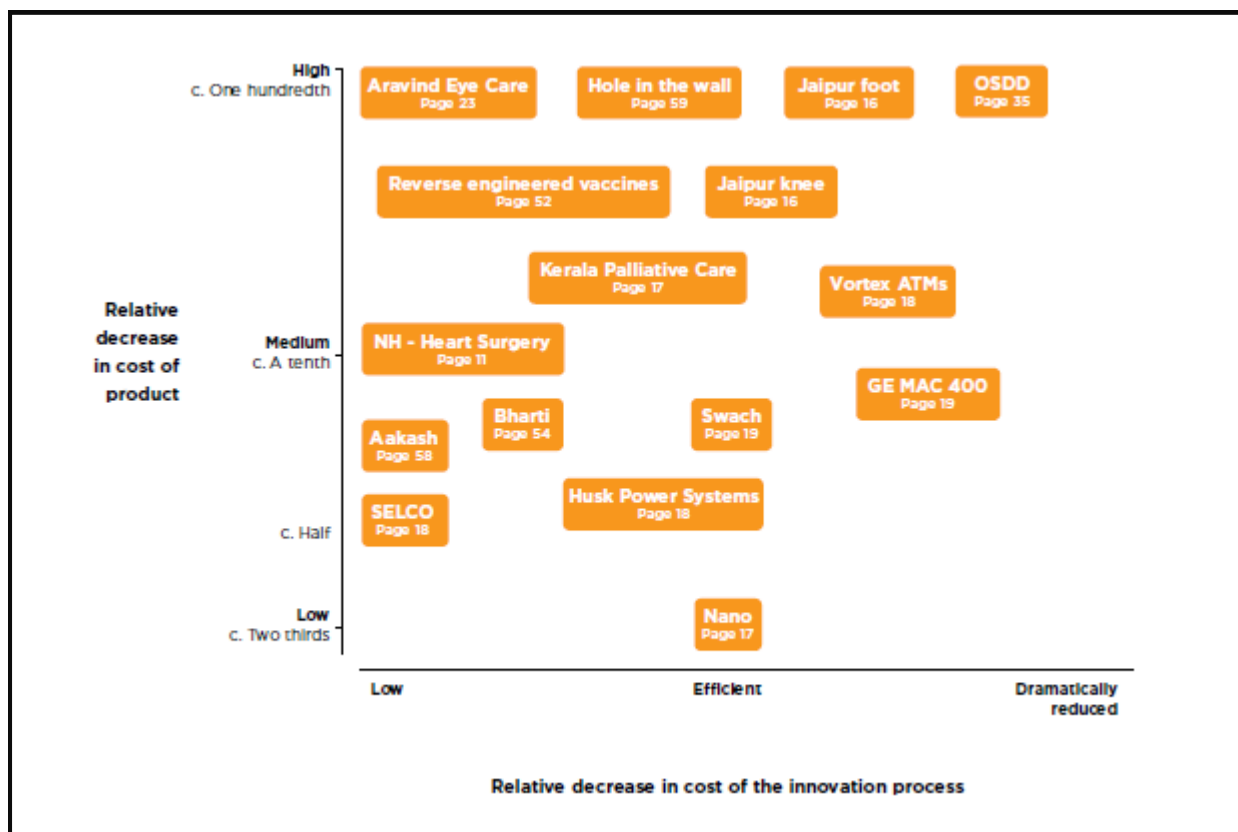 High
c. One hundredth
Aravind Eye Care
Page 23
Hole in the wall
Page 59
Jaipur foot
Page 16
OSDD
Page 35
Reverse engineered vaccines
Page 52
Jaipur knee
Page 16
Kerala Palliative Care
Page 17
Vortex ATMs
Page 18
Relative
decrease
in cost of
product
Medium
c. A tenth
NH - Heart Surgery
Page 11
GE MAC 400
Page 19
Bharti
Page 54
Swach
Page 19
Aakash
Page 58
Husk Power Systems
Page 18
SELCO
Page 18
c. Half
Low
c. Two thirds
Nano
Page 17
Low
Efficient
Dramatically
reduced
Relative decrease in cost of the innovation process